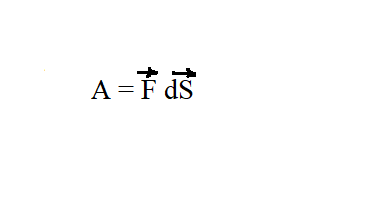 A = F⃗ dS⃗